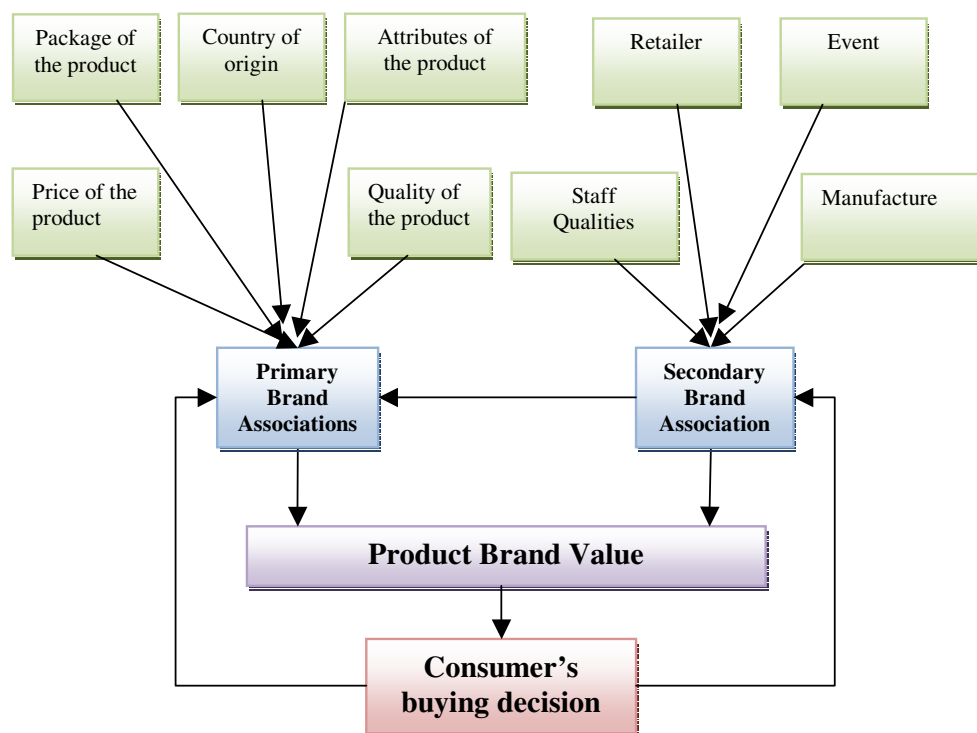 Package of
the product
Country of
origin
Attributes of
the product
Retailer
Event
Price of the
product
Quality of
the product
Staff
Qualities
Manufacture
Primary
Brand
Associations
Secondary
Brand
Association
Product Brand Value
Consumer’s
buying decision